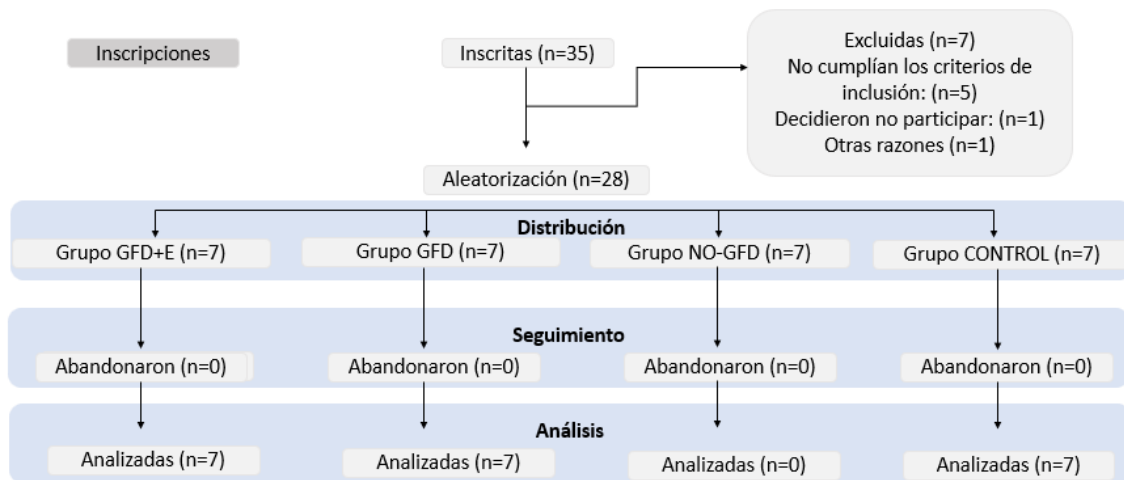 Inscripciones
Inscritas (n=35)
Excluidas (n=7)
No cumplían los criterios de
inclusión: (n=5)
Decidieron no participar: (n=1)
Otras razones (n=1)
Aleatorización (n=28)
Distribución
Grupo GFD+E (n=7)
Grupo GFD (n=7)
Grupo NO-GFD (n=7)
Grupo CONTROL (n=7)
Seguimiento
Abandonaron (n=0)
Abandonaron (n=0)
Abandonaron (n=0)
Abandonaron (n=0)
Análisis
Analizadas (n=7)
Analizadas (n=7)
Analizadas (n=0)
Analizadas (n=7)